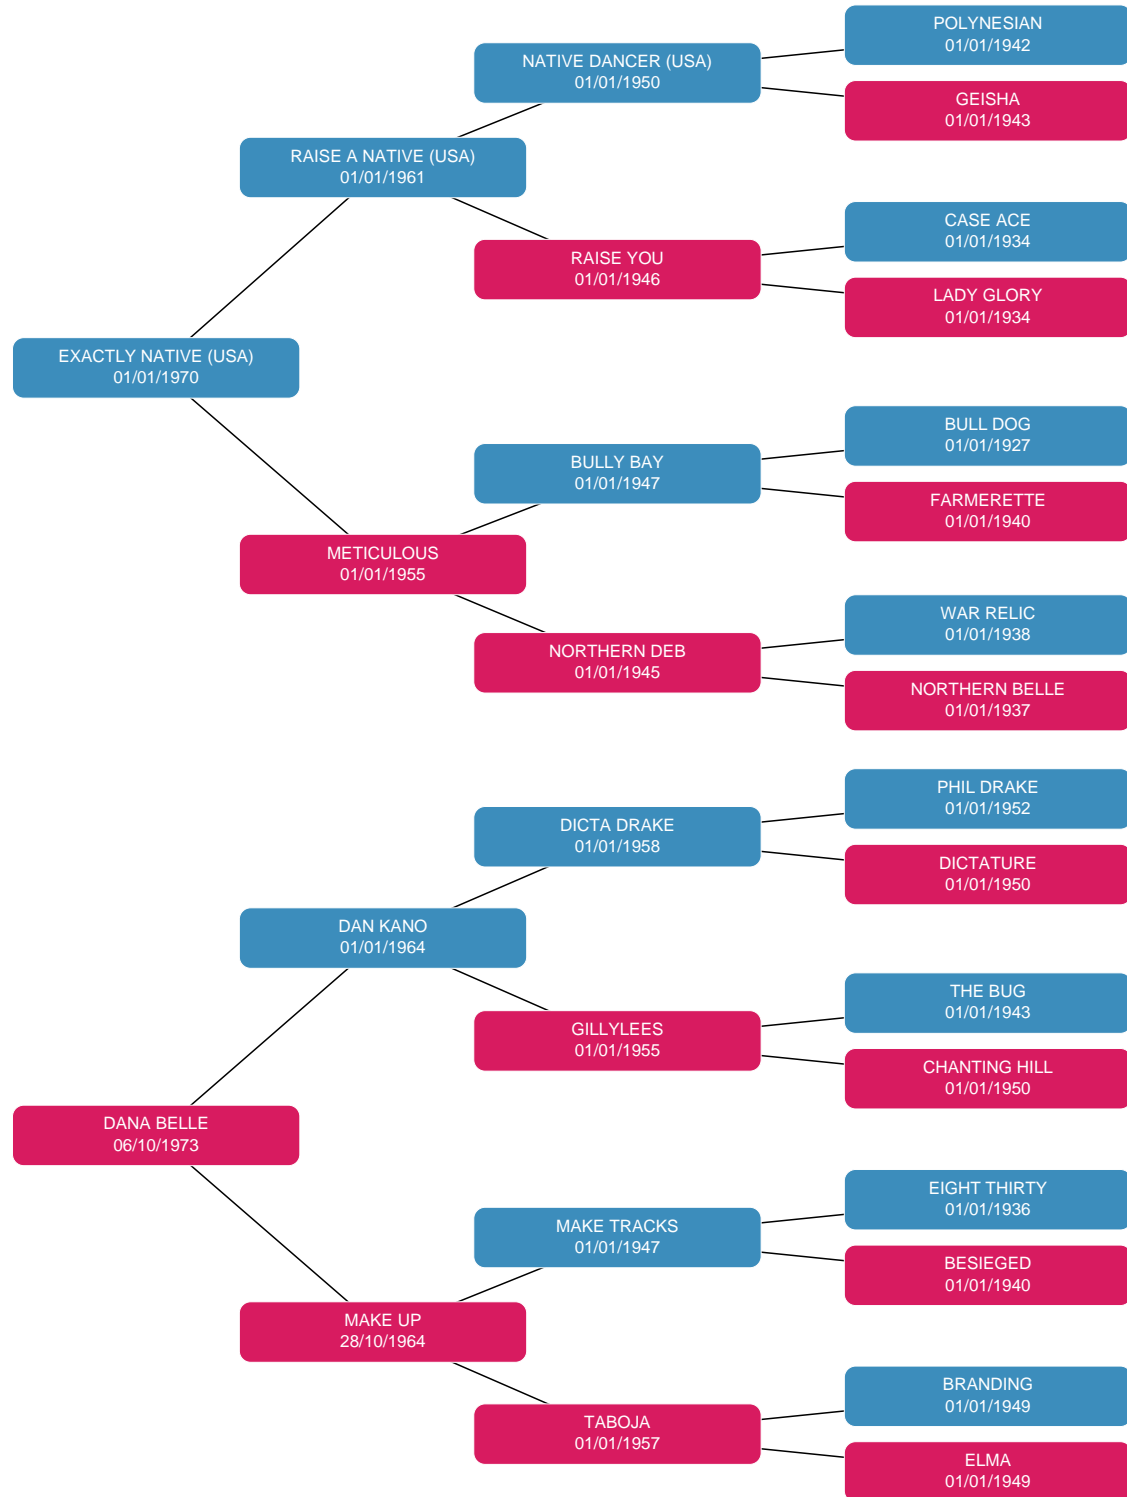 POLYNESIAN
01/01/1942
NATIVE DANCER (USA)
01/01/1950
GEISHA
01/01/1943
RAISE A NATIVE (USA)
01/01/1961
CASE ACE
01/01/1934
RAISE YOU
01/01/1946
LADY GLORY
01/01/1934
EXACTLY NATIVE (USA)
01/01/1970
BULL DOG
01/01/1927
BULLY BAY
01/01/1947
FARMERETTE
01/01/1940
METICULOUS
01/01/1955
WAR RELIC
01/01/1938
NORTHERN DEB
01/01/1945
NORTHERN BELLE
01/01/1937
PHIL DRAKE
01/01/1952
DICTA DRAKE
01/01/1958
DICTATURE
01/01/1950
DAN KANO
01/01/1964
THE BUG
01/01/1943
GILLYLEES
01/01/1955
CHANTING HILL
01/01/1950
DANA BELLE
06/10/1973
EIGHT THIRTY
01/01/1936
MAKE TRACKS
01/01/1947
BESIEGED
01/01/1940
MAKE UP
28/10/1964
BRANDING
01/01/1949
TABOJA
01/01/1957
ELMA
01/01/1949